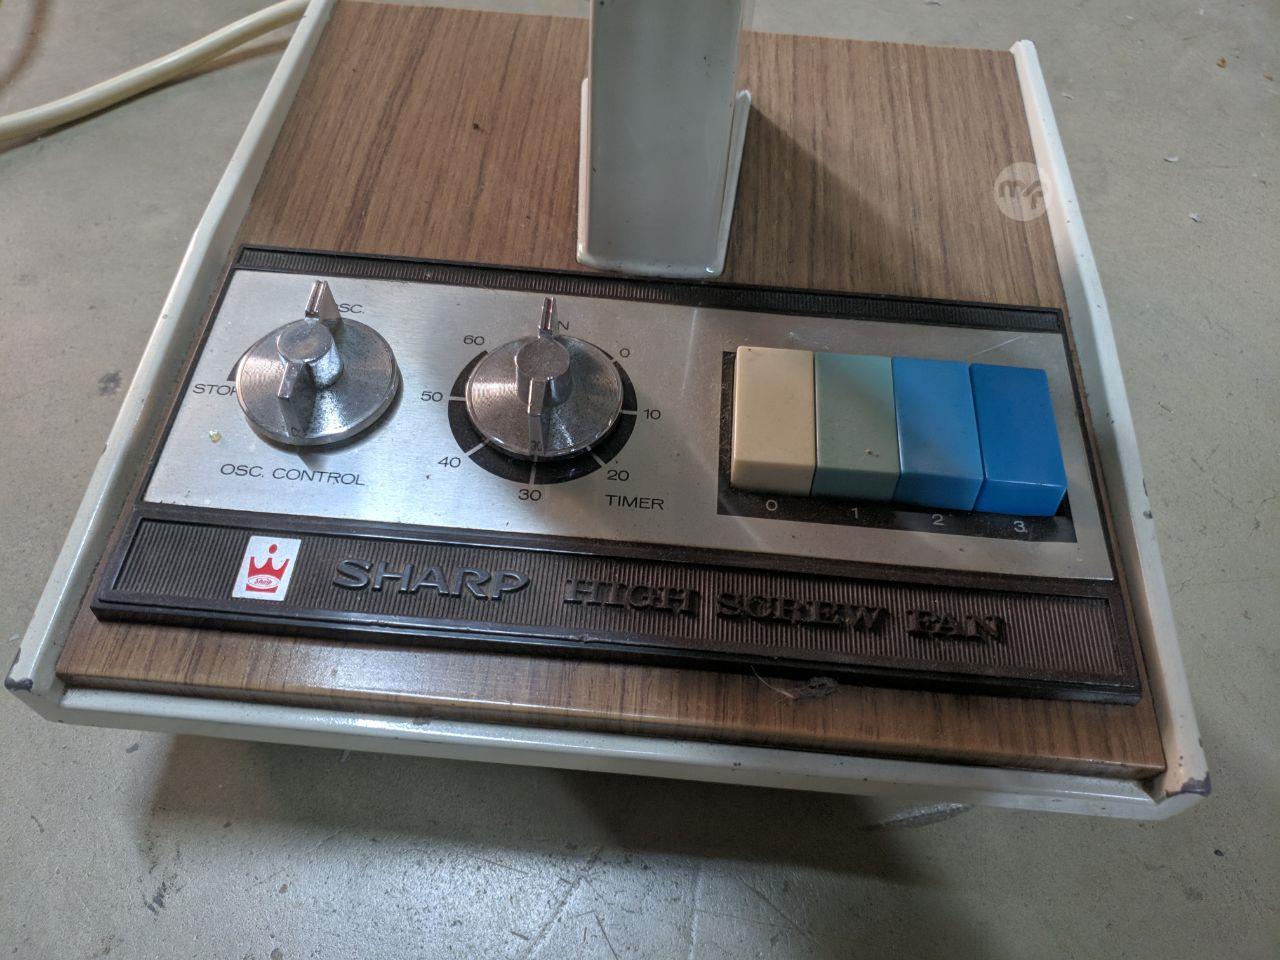 OSC.
STOP
OSC. CONTROL
ON
60
0
50
10
40
20
30
TIMER
0 1 2 3
Sharp
SHARP HIGH SCREW FAN